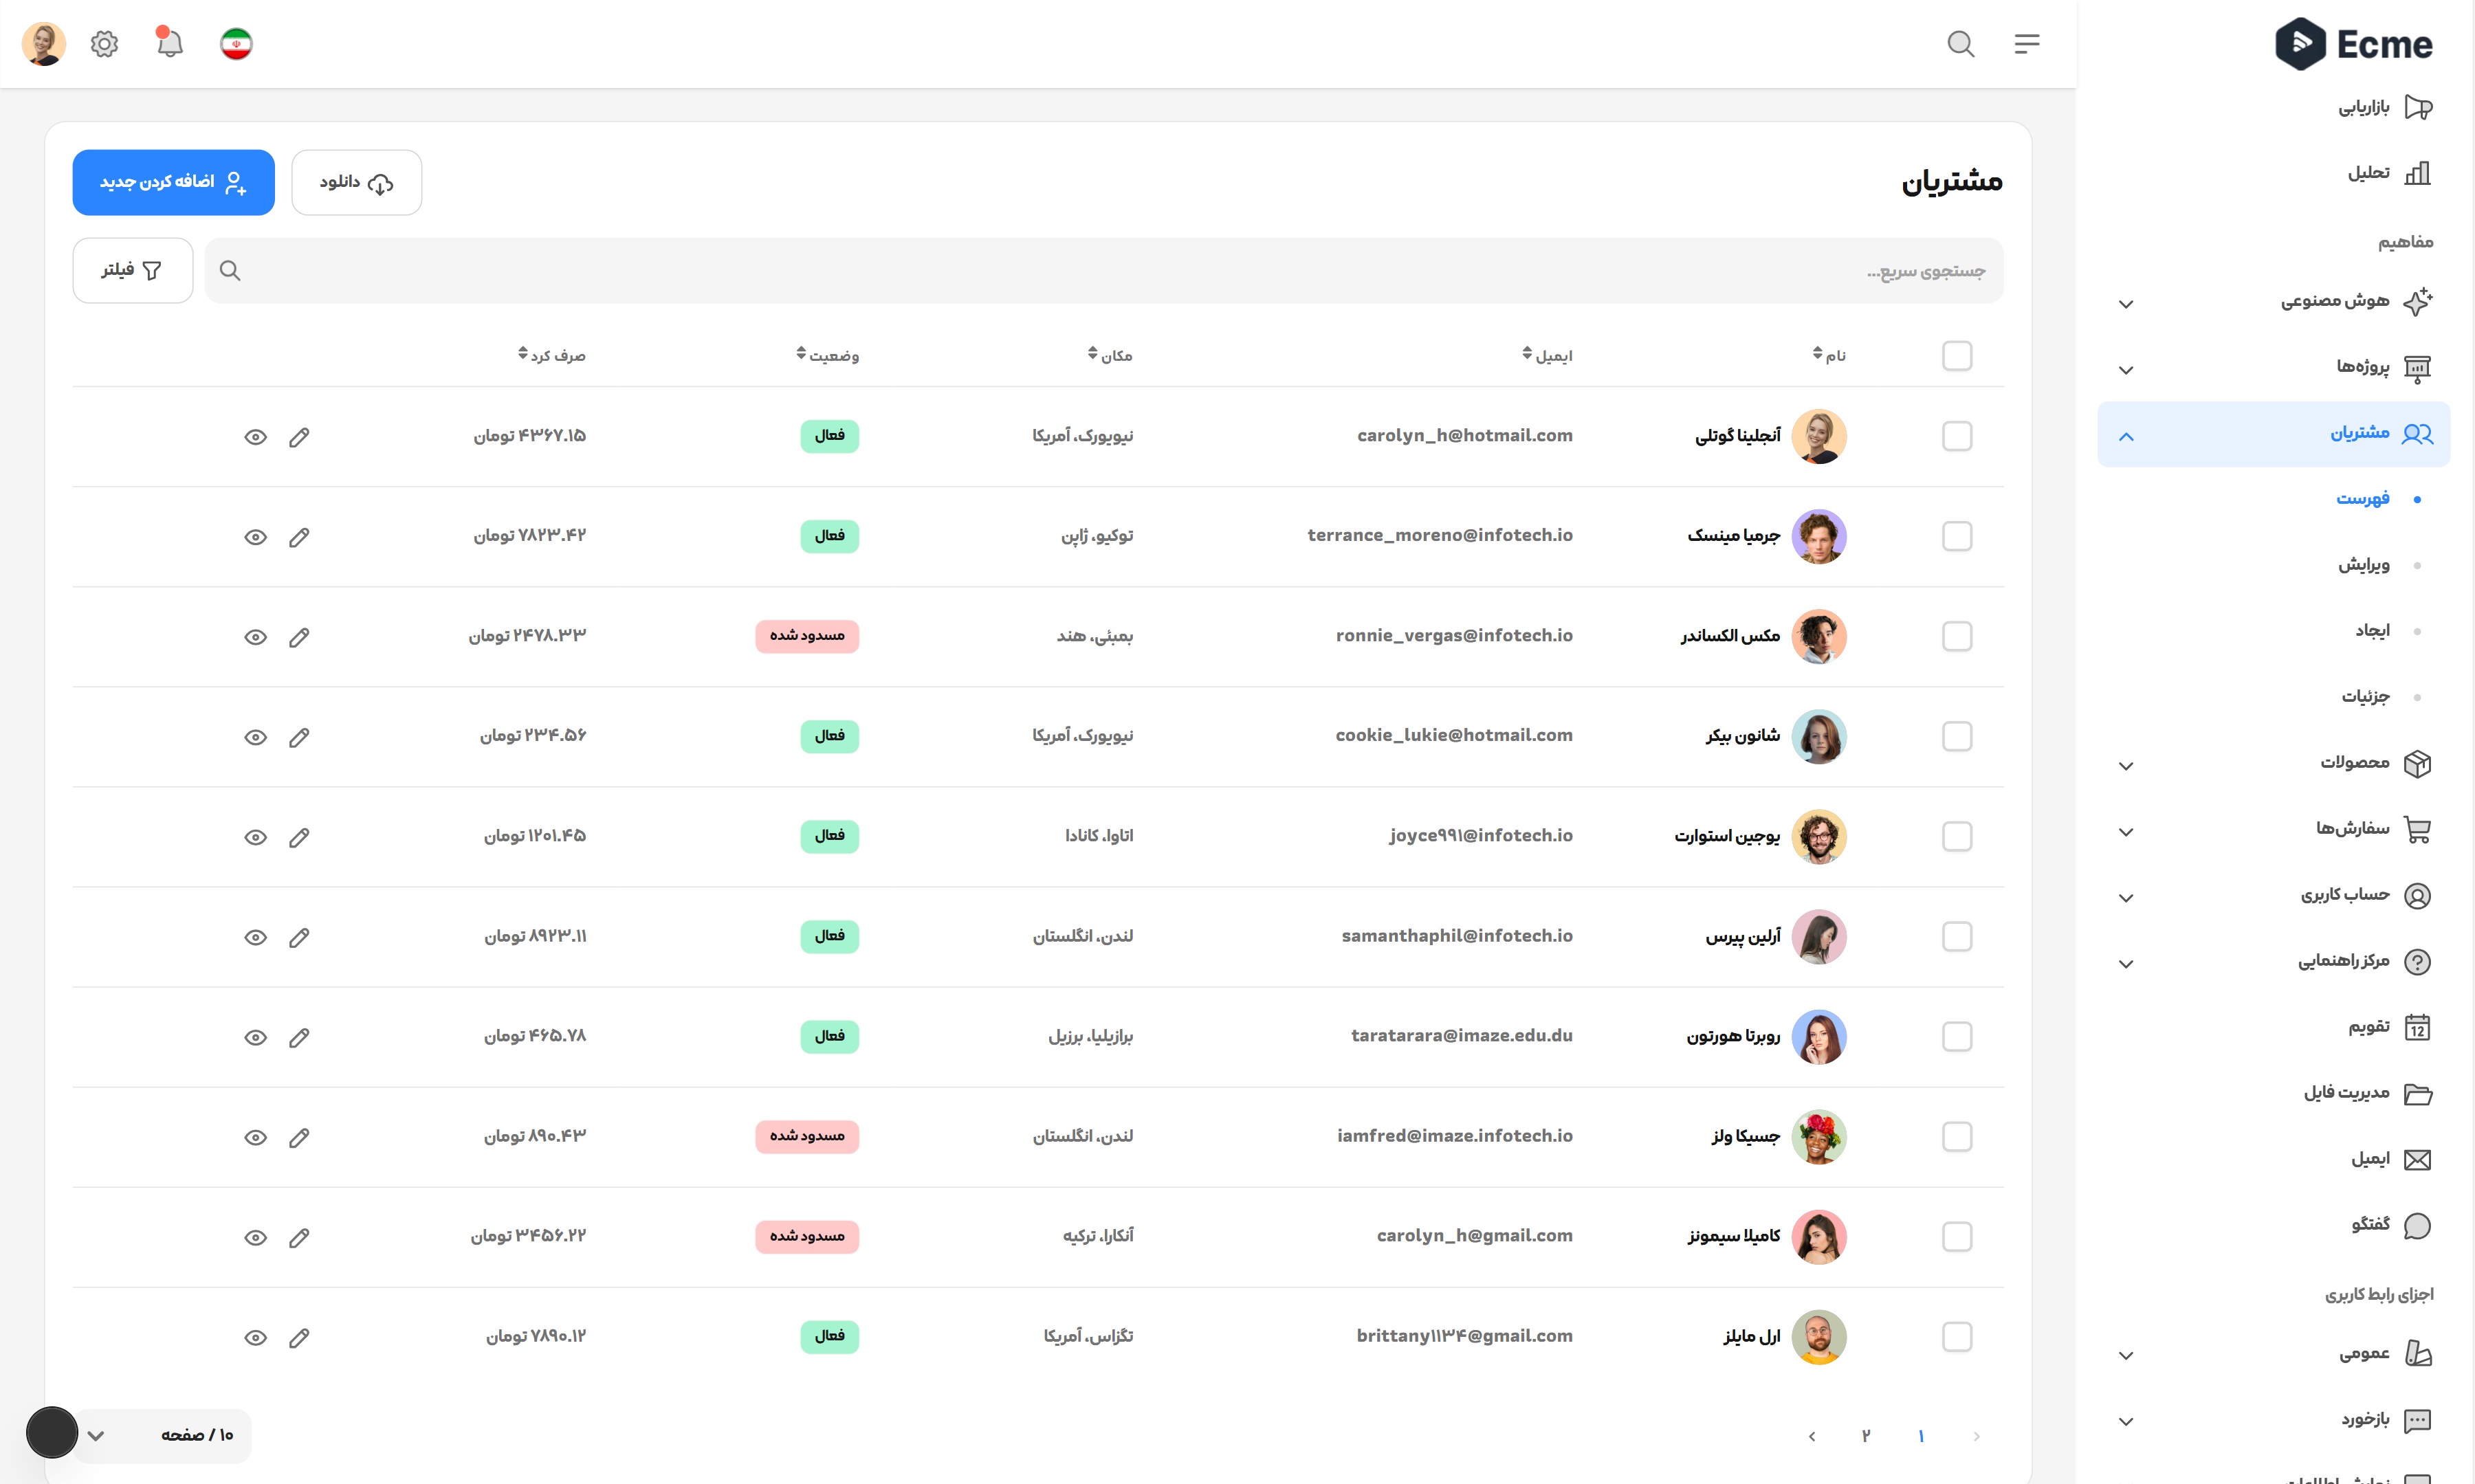 Ecme
بازاریابی
تحلیل
مفاهیم
هوش مصنوعی
پروژه‌ها
مشتریان
فهرست
ویرایش
ایجاد
جزئیات
محصولات
سفارش‌ها
حساب کاربری
مرکز راهنمایی
12
تقویم
مدیریت فایل
ایمیل
گفتگو
اجزای رابط کاربری
عمومی
بازخورد
مشتریان
دانلود
اضافه کردن جدید
جستجوی سریع...
فیلتر
نام ایمیل مکان وضعیت صرف کرد
آنجلینا گوتلی carolyn_h@hotmail.com نیویورک، آمریکا فعال ۴۳۶۷.۱۵ تومان
جرمیا مینسک terrance_moreno@infotech.io توکیو، ژاپن فعال ۷۸۲۳.۴۲ تومان
مکس الکساندر ronnie_vergas@infotech.io بمبئی، هند مسدود شده ۲۴۷۸.۳۳ تومان
شانون بیکر cookie_lukie@hotmail.com نیویورک، آمریکا فعال ۲۳۴.۵۶ تومان
یوجین استوارت joyce۹۹۱@infotech.io اتاوا، کانادا فعال ۱۲۰۱.۴۵ تومان
آرلین پیرس samanthaphil@infotech.io لندن، انگلستان فعال ۸۹۲۳.۱۱ تومان
روبرتا هورتون taratarara@imaze.edu.du برازیلیا، برزیل فعال ۴۶۵.۷۸ تومان
جسیکا ولز iamfred@imaze.infotech.io لندن، انگلستان مسدود شده ۸۹۰.۴۳ تومان
کامیلا سیمونز carolyn_h@gmail.com آنکارا، ترکیه مسدود شده ۳۴۵۶.۲۲ تومان
ارل مایلز brittany۱۱۳۴@gmail.com تگزاس، آمریکا فعال ۷۸۹۰.۱۲ تومان
۱ ۲
۱۰ / صفحه